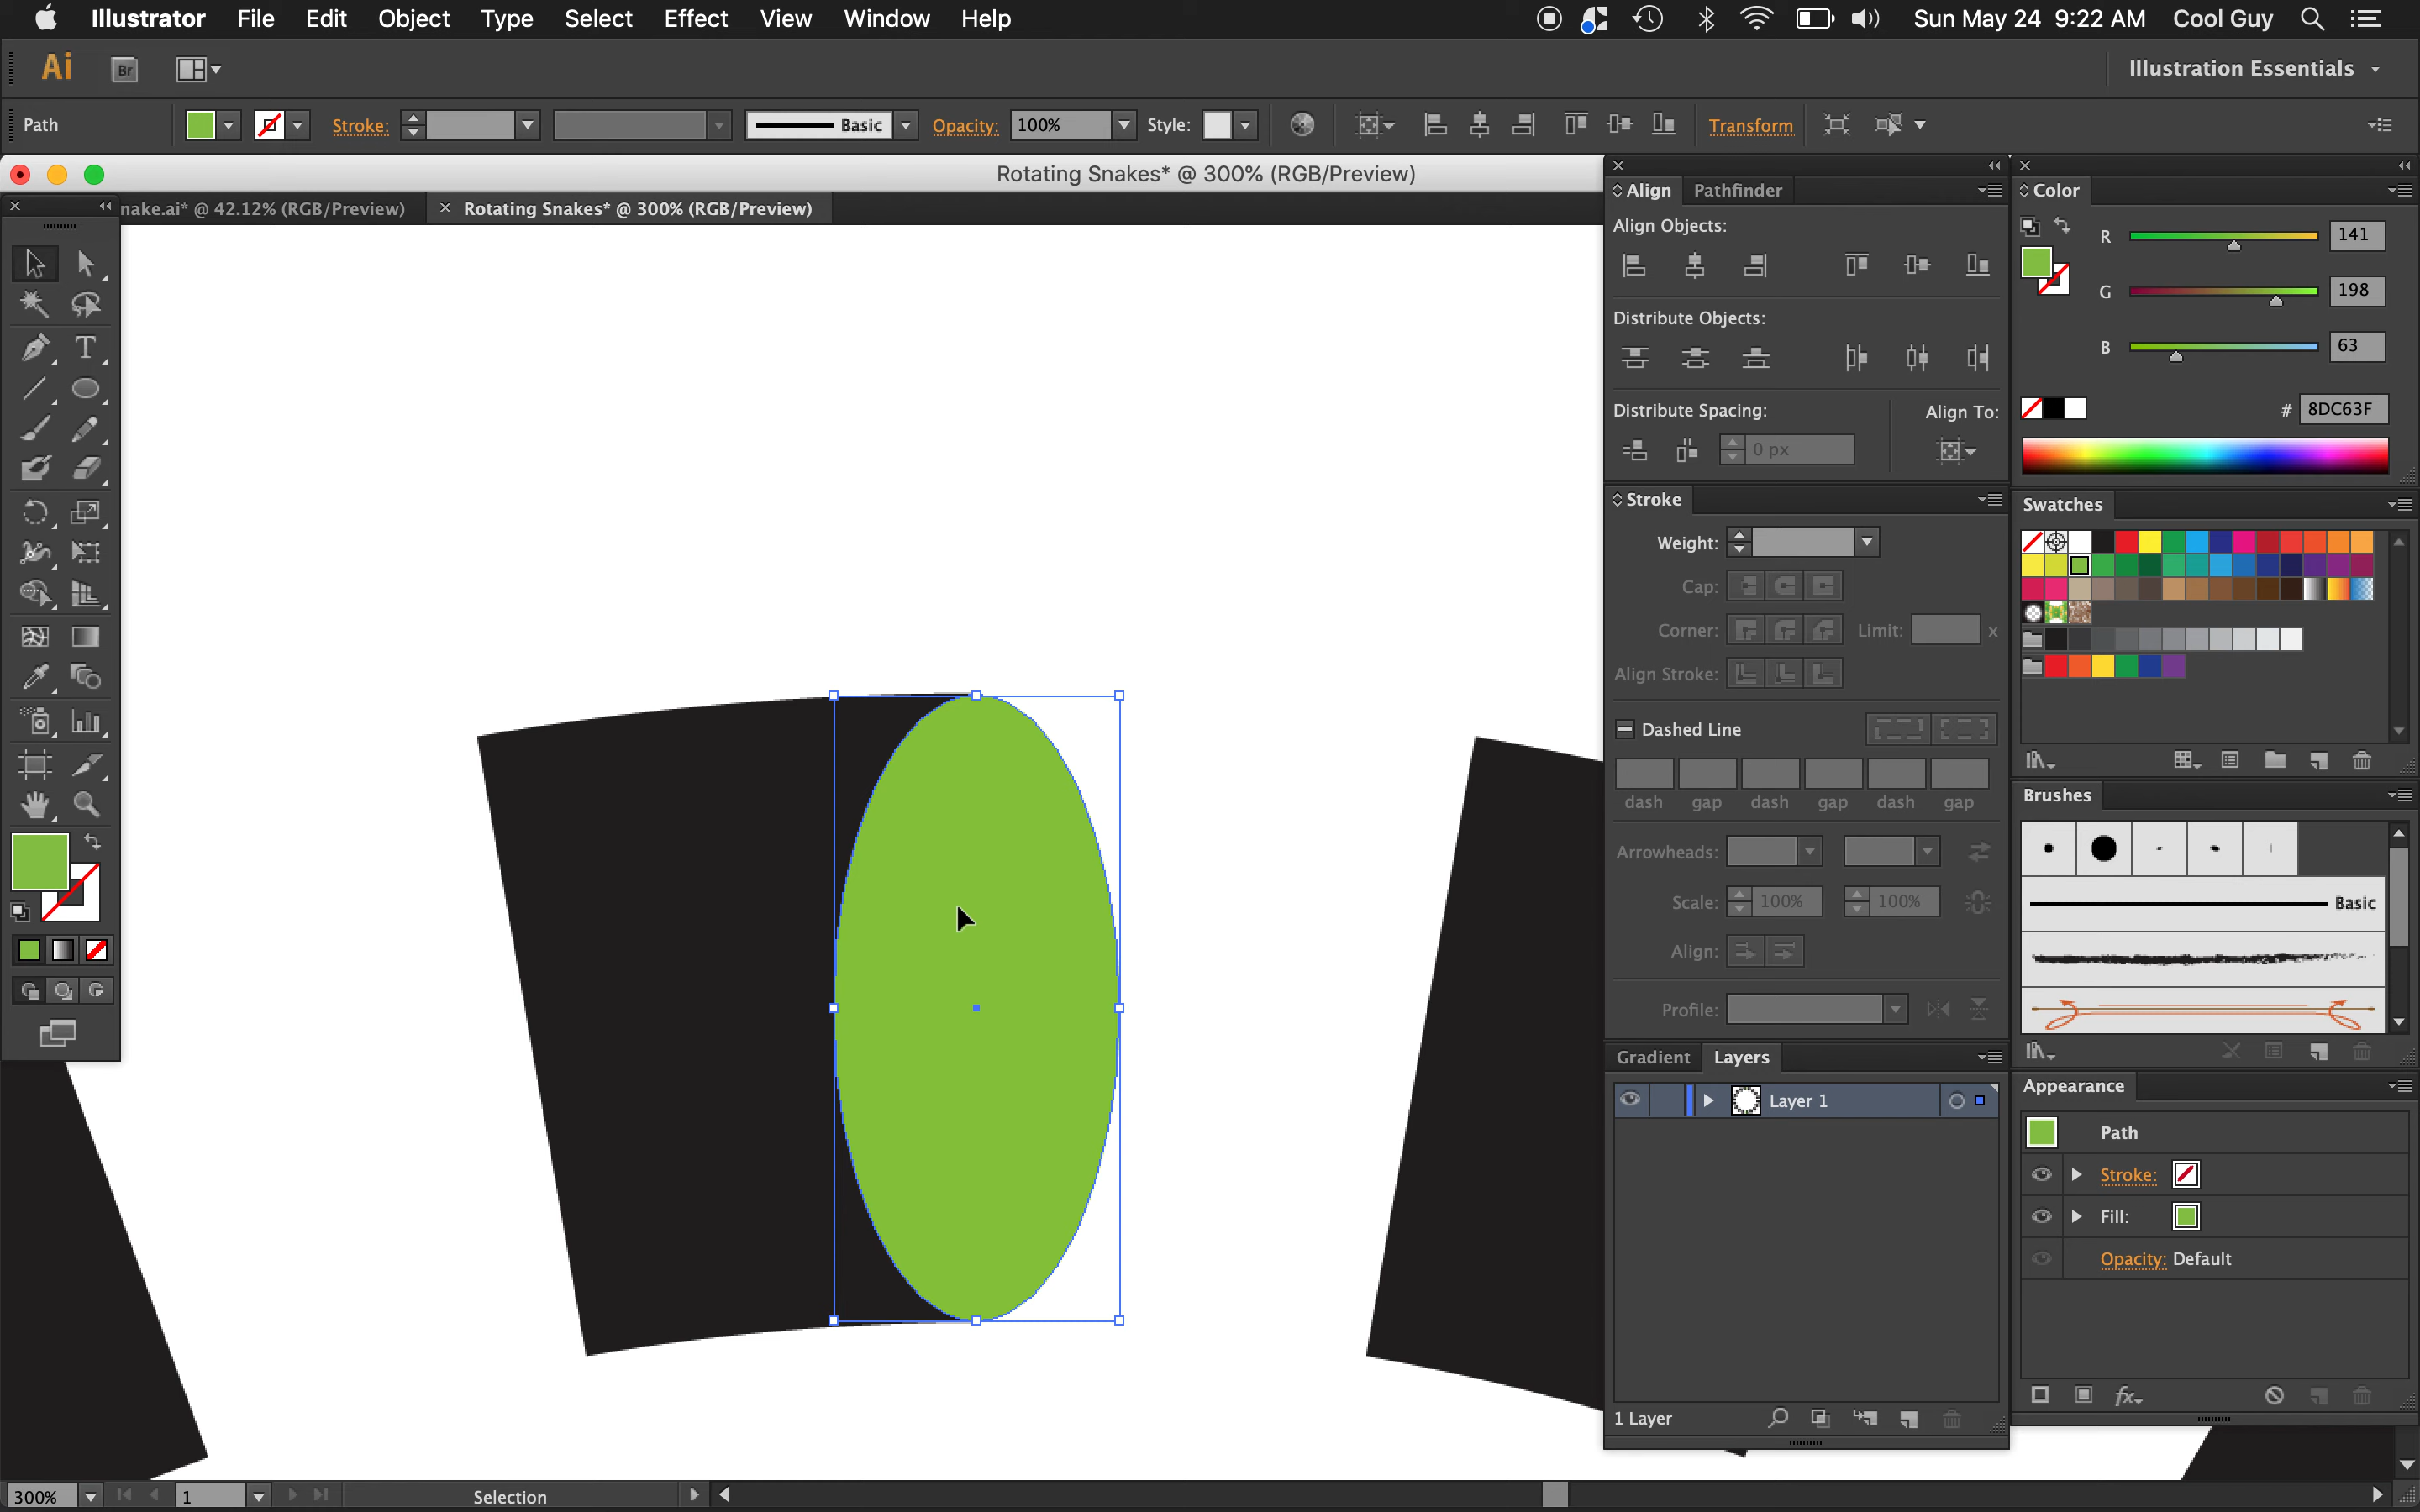 Illustrator File Edit Object Type Select Effect View Window Help Sun May 24 9:22 AM Cool Guy
Ai Br Illustration Essentials
Path Stroke: Basic Opacity: 100% Style: Transform
Rotating Snakes* @ 300% (RGB/Preview)
nake.ai* @ 42.12% (RGB/Preview) × Rotating Snakes* @ 300% (RGB/Preview)
Align Pathfinder
Align Objects:
Distribute Objects:
Distribute Spacing: Align To:
0 px
Stroke
Weight:
Cap:
Corner: Limit: x
Align Stroke:
Dashed Line
dash gap dash gap dash gap
Arrowheads:
Scale: 100% 100%
Align:
Profile:
Gradient Layers
Layer 1
1 Layer
Color
R 141
G 198
B 63
# 8DC63F
Swatches
Brushes
Basic
Appearance
Path
Stroke:
Fill:
Opacity: Default
fx
T
300% 1 Selection